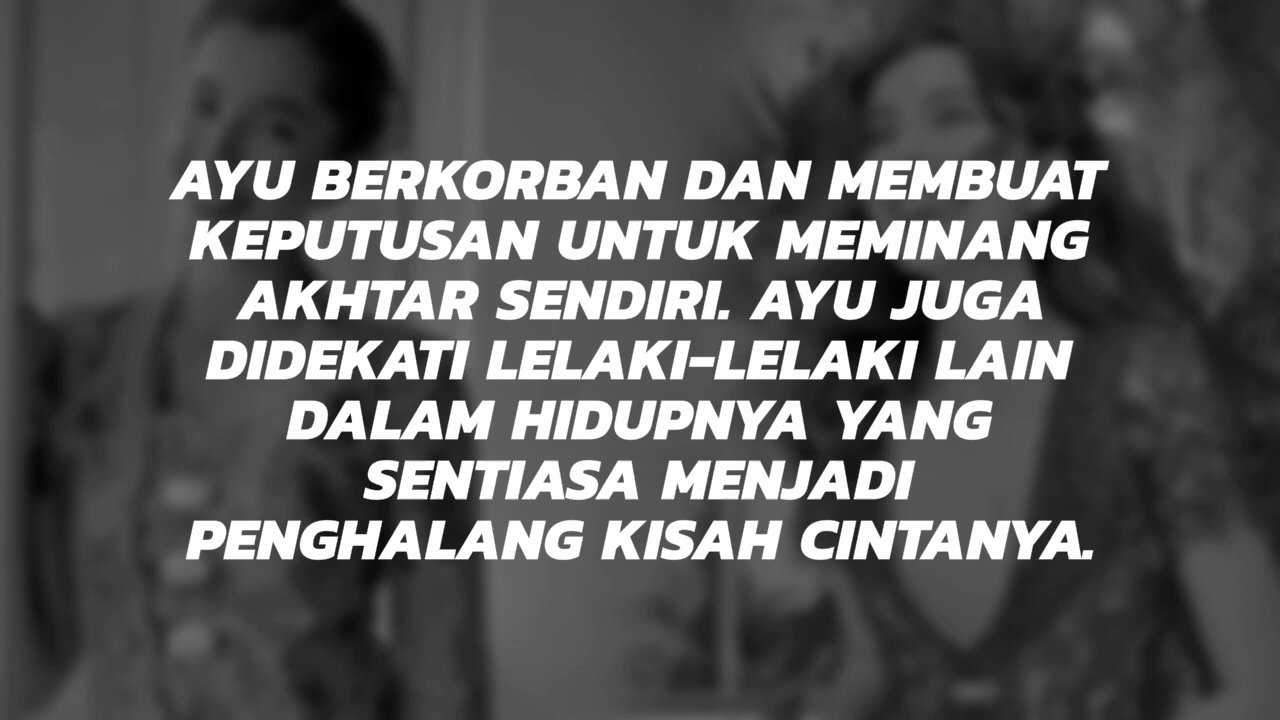 AYU BERKORBAN DAN MEMBUAT
KEPUTUSAN UNTUK MEMINANG
AKHTAR SENDIRI. AYU JUGA
DIDEKATI LELAKI-LELAKI LAIN
DALAM HIDUPNYA YANG
SENTIASA MENJADI
PENGHALANG KISAH CINTANYA.